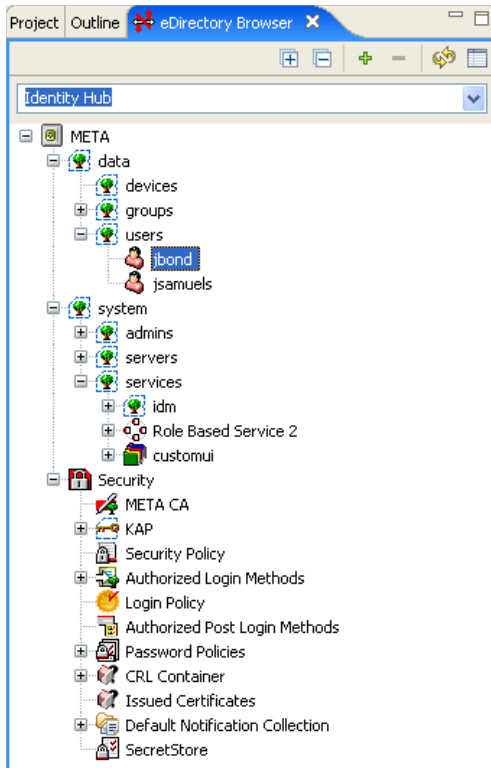 Project Outline eDirectory Browser
Identity Hub
META
data
devices
groups
users
jbond
jsamuels
system
admins
servers
services
idm
Role Based Service 2
customui
Security
META CA
KAP
Security Policy
Authorized Login Methods
Login Policy
Authorized Post Login Methods
Password Policies
CRL Container
Issued Certificates
Default Notification Collection
SecretStore